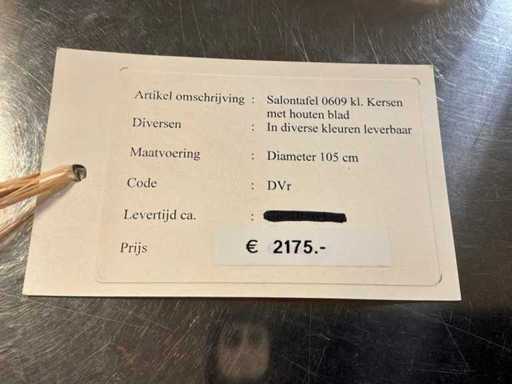 Artikel omschrijving : Salontafel 0609 kl. Kersen
met houten blad
Diversen : In diverse kleuren leverbaar
Maatvoering : Diameter 105 cm
Code : DVr
Levertijd ca. :
Prijs € 2175.-